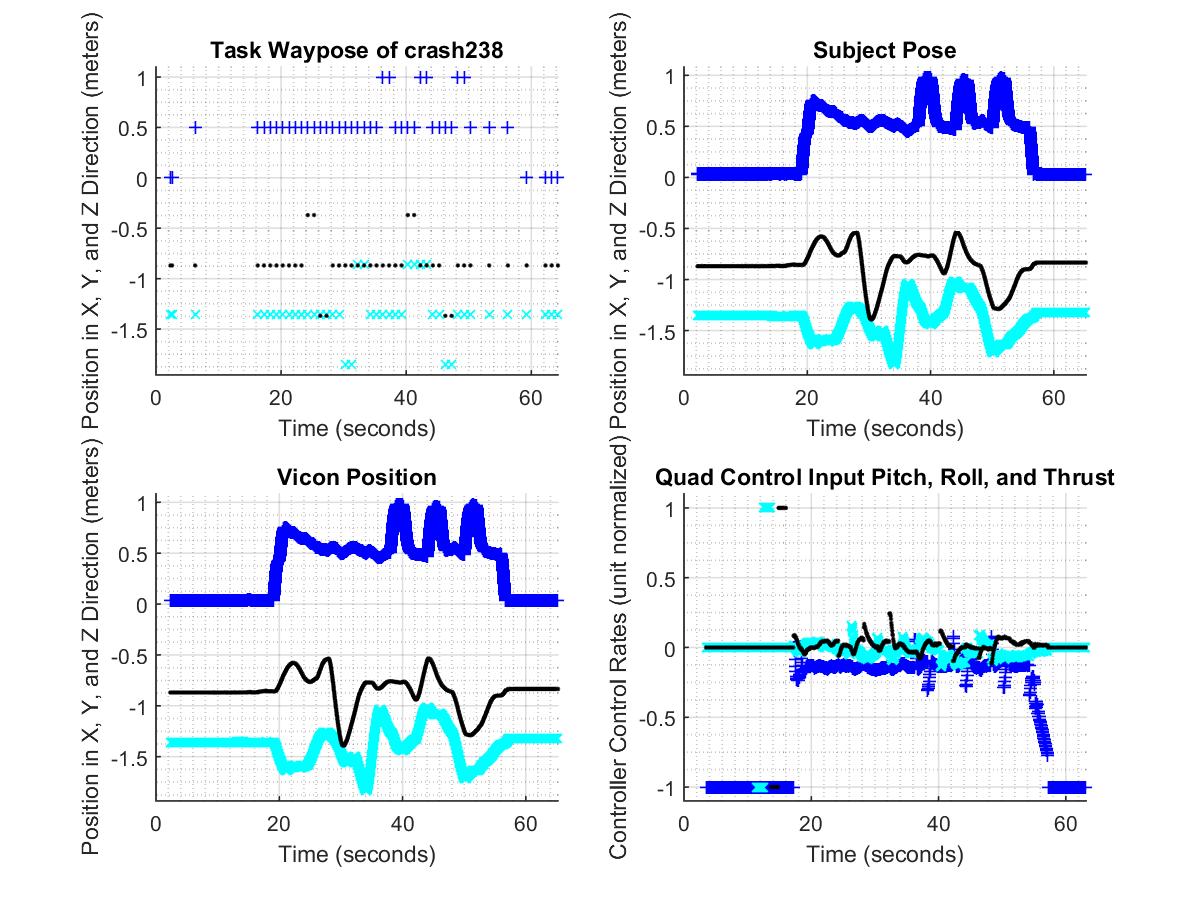 Task Waypose of crash238
Position in X, Y, and Z Direction (meters)
1
0.5
0
-0.5
-1
-1.5
0 20 40 60
Time (seconds)
Subject Pose
Position in X, Y, and Z Direction (meters)
1
0.5
0
-0.5
-1
-1.5
0 20 40 60
Time (seconds)
Vicon Position
Position in X, Y, and Z Direction (meters)
1
0.5
0
-0.5
-1
-1.5
0 20 40 60
Time (seconds)
Quad Control Input Pitch, Roll, and Thrust
Controller Control Rates (unit normalized)
1
0.5
0
-0.5
-1
0 20 40 60
Time (seconds)